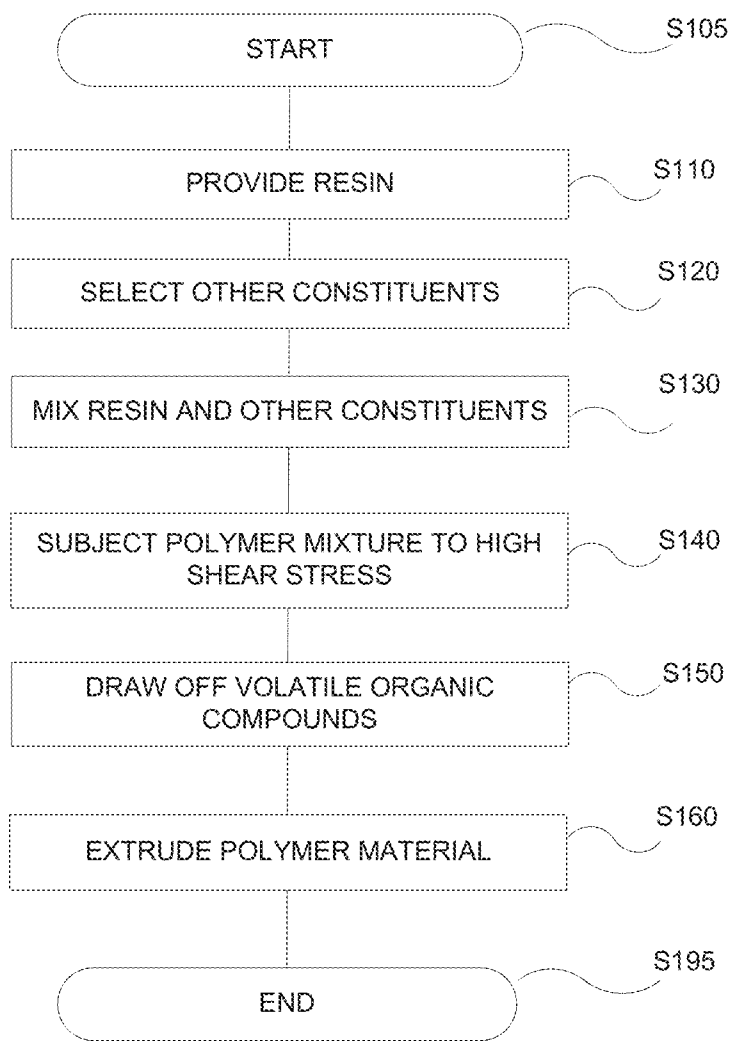 START
S105
PROVIDE RESIN
S110
SELECT OTHER CONSTITUENTS
S120
MIX RESIN AND OTHER CONSTITUENTS
S130
SUBJECT POLYMER MIXTURE TO HIGH
SHEAR STRESS
S140
DRAW OFF VOLATILE ORGANIC
COMPOUNDS
S150
EXTRUDE POLYMER MATERIAL
S160
END
S195